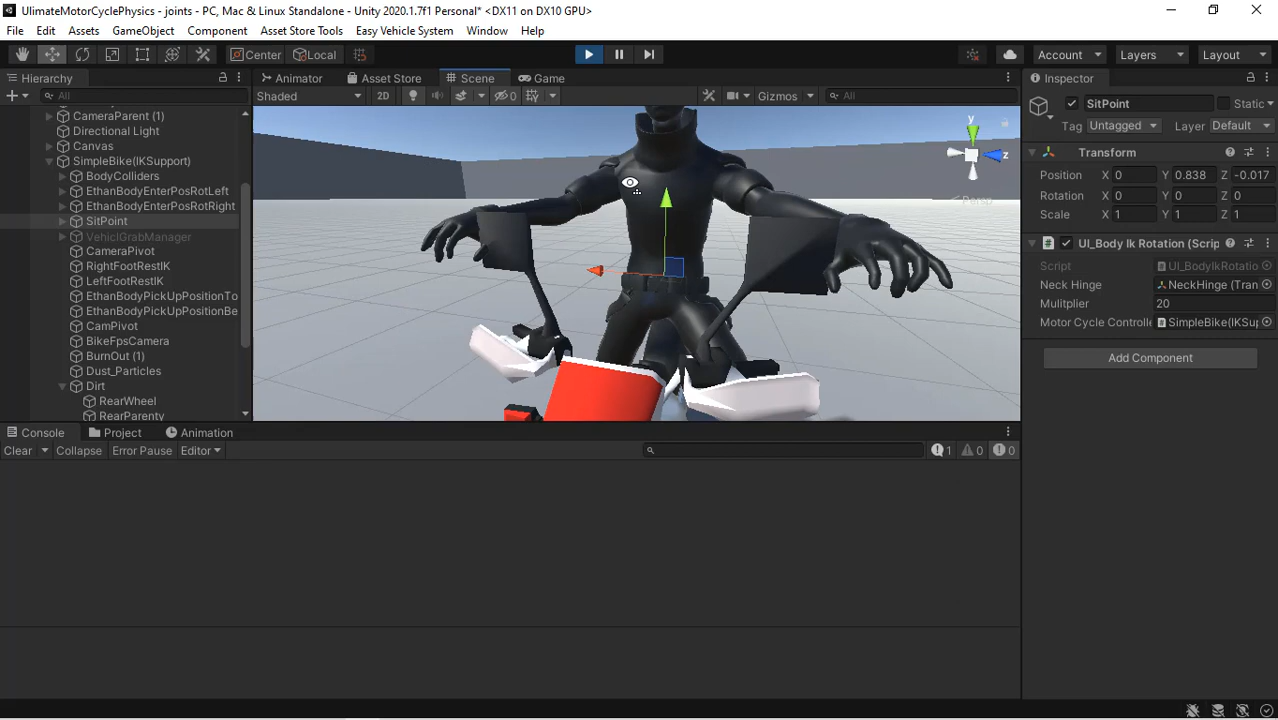 UlimateMotorCyclePhysics - joints - PC, Mac & Linux Standalone - Unity 2020.1.7f1 Personal* <DX11 on DX10 GPU>
File Edit Assets GameObject Component Asset Store Tools Easy Vehicle System Window Help
Center Local Account Layers Layout
Hierarchy Animator Asset Store Scene Game Inspector
All Shaded 2D 0 Gizmos All
SitPoint Static
Tag Untagged Layer Default
CameraParent (1)
Directional Light
Canvas
SimpleBike(IKSupport)
BodyColliders
EthanBodyEnterPosRotLeft
EthanBodyEnterPosRotRight
SitPoint
VehiclGrabManager
CameraPivot
RightFootRestIK
LeftFootRestIK
EthanBodyPickUpPositionTo
EthanBodyPickUpPositionBe
CamPivot
BikeFpsCamera
BurnOut (1)
Dust_Particles
Dirt
RearWheel
RearParenty
y
z
Persp
Transform
Position X 0 Y 0.838 Z -0.017
Rotation X 0 Y 0 Z 0
Scale X 1 Y 1 Z 1
UI_Body Ik Rotation (Scrip
Script UI_BodyIkRotatio
Neck Hinge NeckHinge (Tran
Mulitplier 20
Motor Cycle Controlle SimpleBike(IKSup
Add Component
Console Project Animation
Clear Collapse Error Pause Editor 1 0 0